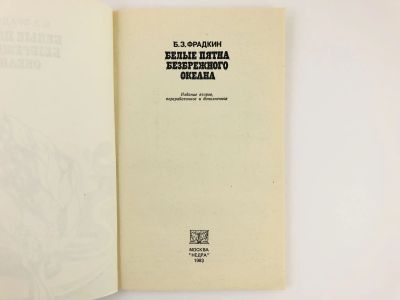 Б.З.ФРАДКИН
БЕЛЫЕ ПЯТНА
БЕЗБРЕЖНОГО
ОКЕАНА
Издание второе,
переработанное и дополненное
МОСКВА
"НЕДРА"
1983